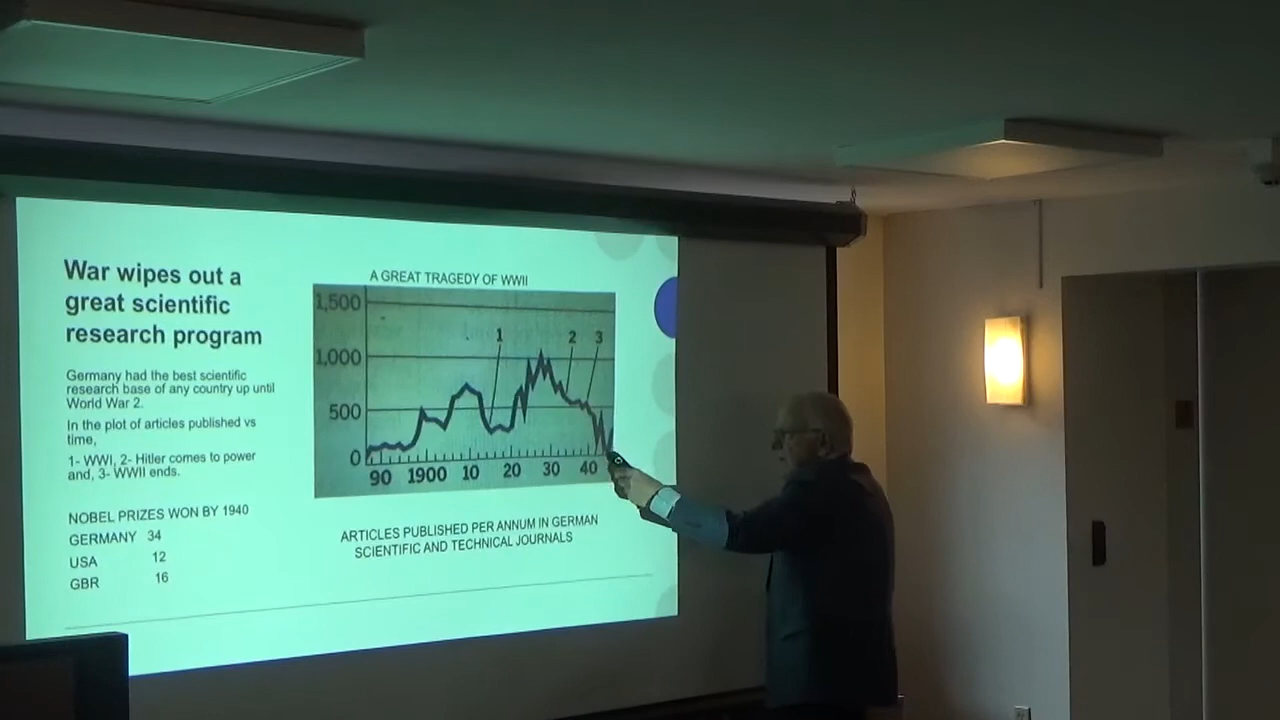 War wipes out a
great scientific
research program
Germany had the best scientific
research base of any country up until
World War 2.
In the plot of articles published vs
time,
1- WWI, 2- Hitler comes to power
and, 3- WWII ends.
NOBEL PRIZES WON BY 1940
GERMANY 34
USA 12
GBR 16
A GREAT TRAGEDY OF WWII
1,500
1,000
500
0
1 2 3
90 1900 10 20 30 40
ARTICLES PUBLISHED PER ANNUM IN GERMAN
SCIENTIFIC AND TECHNICAL JOURNALS